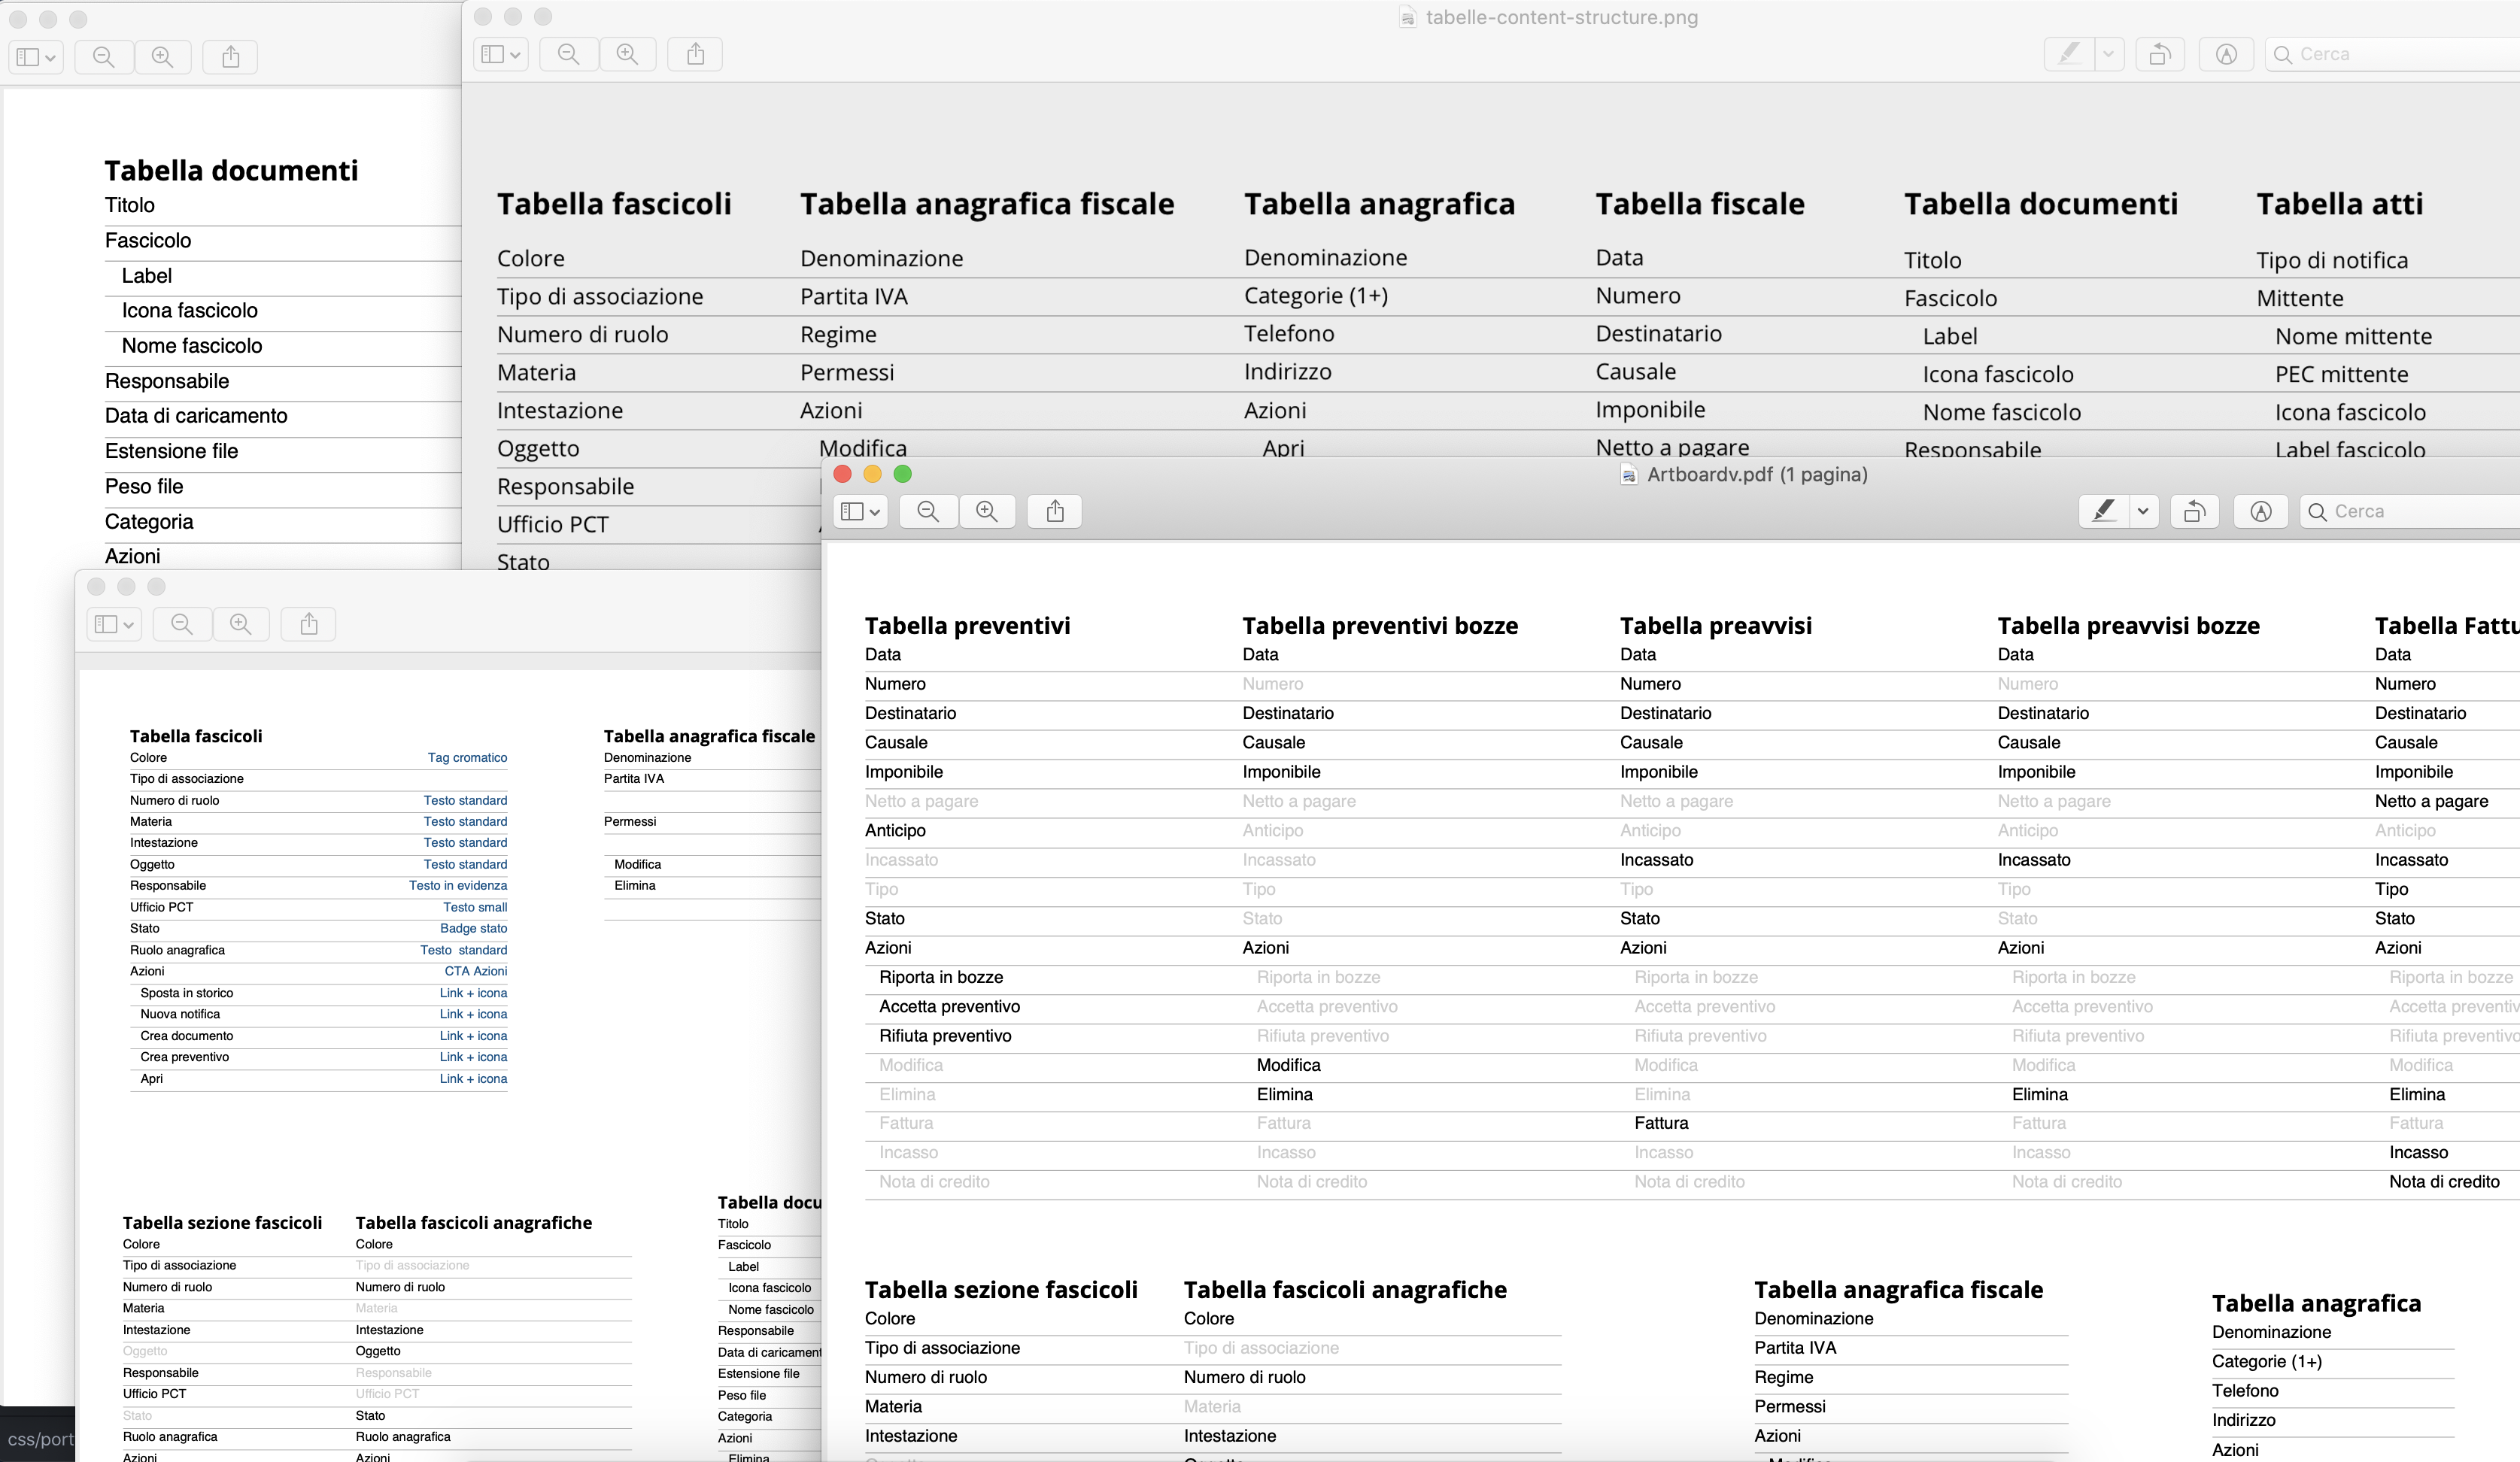 Tabella documenti
Titolo
Fascicolo
Label
Icona fascicolo
Nome fascicolo
Responsabile
Data di caricamento
Estensione file
Peso file
Categoria
Azioni
css/port
tabelle-content-structure.png
Cerca
Tabella fascicoli
Colore
Tipo di associazione
Numero di ruolo
Materia
Intestazione
Oggetto
Responsabile
Ufficio PCT
Stato
Tabella anagrafica fiscale
Denominazione
Partita IVA
Regime
Permessi
Azioni
Modifica
Tabella anagrafica
Denominazione
Categorie (1+)
Telefono
Indirizzo
Azioni
Apri
Tabella fiscale
Data
Numero
Destinatario
Causale
Imponibile
Netto a pagare
Tabella documenti
Titolo
Fascicolo
Label
Icona fascicolo
Nome fascicolo
Responsabile
Tabella atti
Tipo di notifica
Mittente
Nome mittente
PEC mittente
Icona fascicolo
Label fascicolo
Tabella fascicoli
Colore Tag cromatico
Tipo di associazione
Numero di ruolo Testo standard
Materia Testo standard
Intestazione Testo standard
Oggetto Testo standard
Responsabile Testo in evidenza
Ufficio PCT Testo small
Stato Badge stato
Ruolo anagrafica Testo standard
Azioni CTA Azioni
Sposta in storico Link + icona
Nuova notifica Link + icona
Crea documento Link + icona
Crea preventivo Link + icona
Apri Link + icona
Tabella anagrafica fiscale
Denominazione
Partita IVA
Permessi
Modifica
Elimina
Tabella sezione fascicoli
Colore
Tipo di associazione
Numero di ruolo
Materia
Intestazione
Oggetto
Responsabile
Ufficio PCT
Stato
Ruolo anagrafica
Azioni
Tabella fascicoli anagrafiche
Colore
Tipo di associazione
Numero di ruolo
Materia
Intestazione
Oggetto
Responsabile
Ufficio PCT
Stato
Ruolo anagrafica
Azioni
Tabella docu
Titolo
Fascicolo
Label
Icona fascicolo
Nome fascicolo
Responsabile
Data di caricament
Estensione file
Peso file
Categoria
Azioni
Elimina
Artboardv.pdf (1 pagina)
Cerca
Tabella preventivi
Data
Numero
Destinatario
Causale
Imponibile
Netto a pagare
Anticipo
Incassato
Tipo
Stato
Azioni
Riporta in bozze
Accetta preventivo
Rifiuta preventivo
Modifica
Elimina
Fattura
Incasso
Nota di credito
Tabella preventivi bozze
Data
Numero
Destinatario
Causale
Imponibile
Netto a pagare
Anticipo
Incassato
Tipo
Stato
Azioni
Riporta in bozze
Accetta preventivo
Rifiuta preventivo
Modifica
Elimina
Fattura
Incasso
Nota di credito
Tabella preavvisi
Data
Numero
Destinatario
Causale
Imponibile
Netto a pagare
Anticipo
Incassato
Tipo
Stato
Azioni
Riporta in bozze
Accetta preventivo
Rifiuta preventivo
Modifica
Elimina
Fattura
Incasso
Nota di credito
Tabella preavvisi bozze
Data
Numero
Destinatario
Causale
Imponibile
Netto a pagare
Anticipo
Incassato
Tipo
Stato
Azioni
Riporta in bozze
Accetta preventivo
Rifiuta preventivo
Modifica
Elimina
Fattura
Incasso
Nota di credito
Tabella Fattu
Data
Numero
Destinatario
Causale
Imponibile
Netto a pagare
Anticipo
Incassato
Tipo
Stato
Azioni
Riporta in bozze
Accetta preventiv
Rifiuta preventivo
Modifica
Elimina
Fattura
Incasso
Nota di credito
Tabella sezione fascicoli
Colore
Tipo di associazione
Numero di ruolo
Materia
Intestazione
Tabella fascicoli anagrafiche
Colore
Tipo di associazione
Numero di ruolo
Materia
Intestazione
Tabella anagrafica fiscale
Denominazione
Partita IVA
Regime
Permessi
Azioni
Tabella anagrafica
Denominazione
Categorie (1+)
Telefono
Indirizzo
Azioni